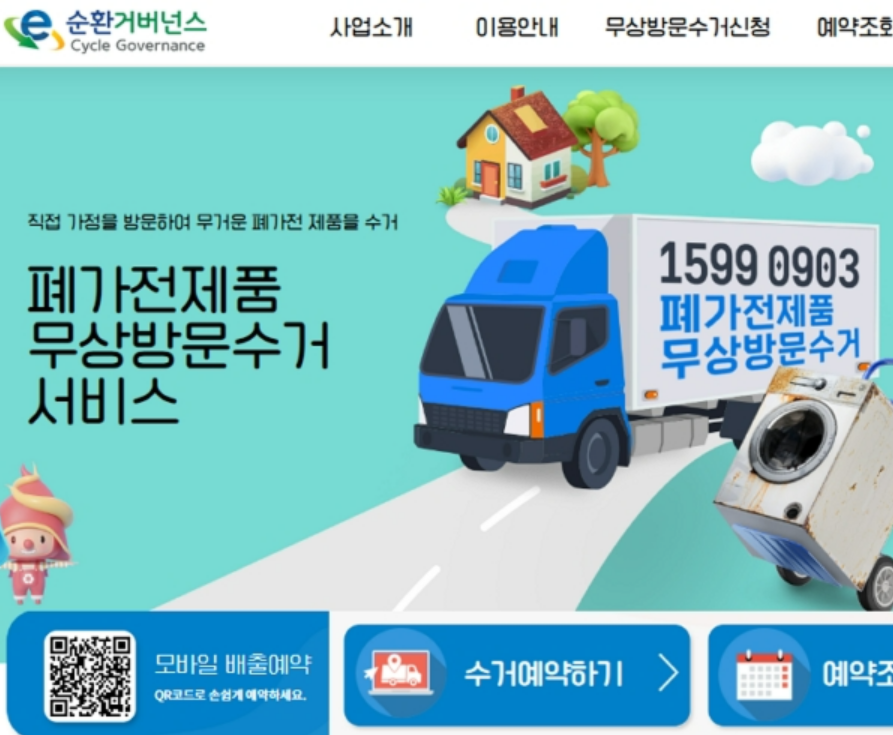 순환거버넌스
Cycle Governance
사업소개 이용안내 무상방문수거신청 예약조회
직접 가정을 방문하여 무거운 폐가전 제품을 수거
폐가전제품
무상방문수거
서비스
1599 0903
폐가전제품
무상방문수거
모바일 배출예약
QR코드로 손쉽게 예약하세요.
수거예약하기
예약조